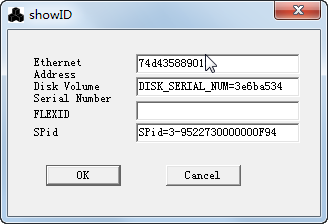 showID
Ethernet Address 74d43588901
Disk Volume Serial Number DISK_SERIAL_NUM=3e6ba534
FLEXID
SPid SPid=3-9522730000000F94
OK Cancel